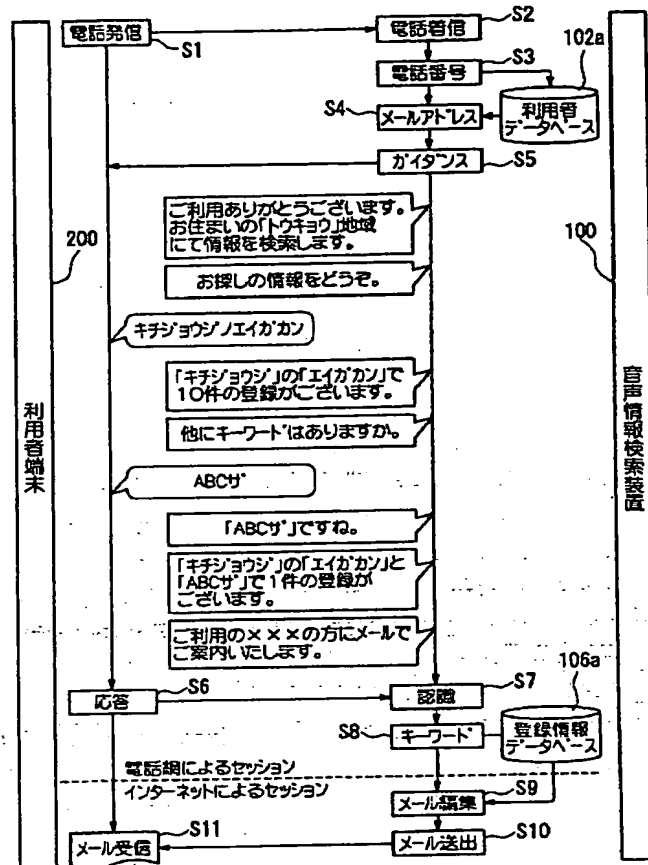 電話発信
S1
電話着信
S2
電話番号
S3
102a
利用者
データベース
S4
メールアドレス
ガイダンス
S5
ご利用ありがとうございます。
お住まいの「トウキョウ」地域
にて情報を検索します。
200
100
お探しの情報をどうぞ。
キチジョウジノエイガカン
「キチジョウジ」の「エイガカン」で
10件の登録がございます。
他にキーワードはありますか。
利用者端末
音声情報検索装置
ABCザ
「ABCザ」ですね。
「キチジョウジ」の「エイガカン」と
「ABCザ」で1件の登録が
ございます。
ご利用の×××の方にメールで
ご案内いたします。
応答
S6
認識
S7
106a
S8
キーワード
登録情報
データベース
電話網によるセッション
インターネットによるセッション
メール編集
S9
メール送出
S10
メール受信
S11